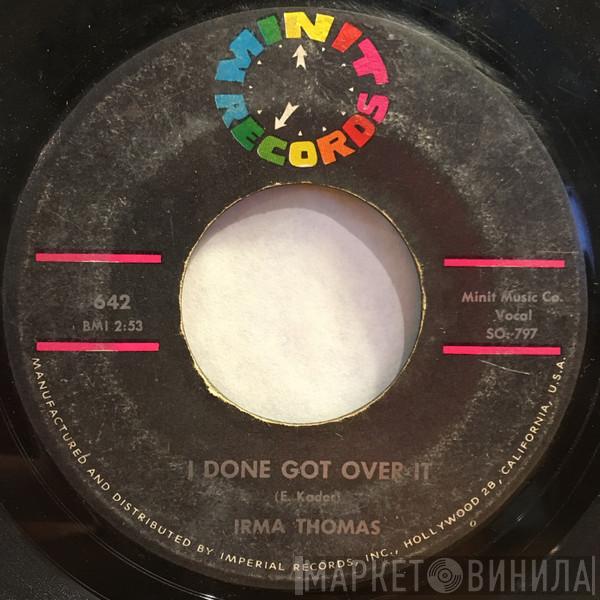 MINIT
RECORDS
642
BMI 2:53
Minit Music Co.
Vocal
SO:-797
I DONE GOT OVER IT
(E. Kador)
IRMA THOMAS
MANUFACTURED AND DISTRIBUTED BY IMPERIAL RECORDS, INC., HOLLYWOOD 28, CALIFORNIA, U.S.A.
МАРКЕТ ВИНИЛА